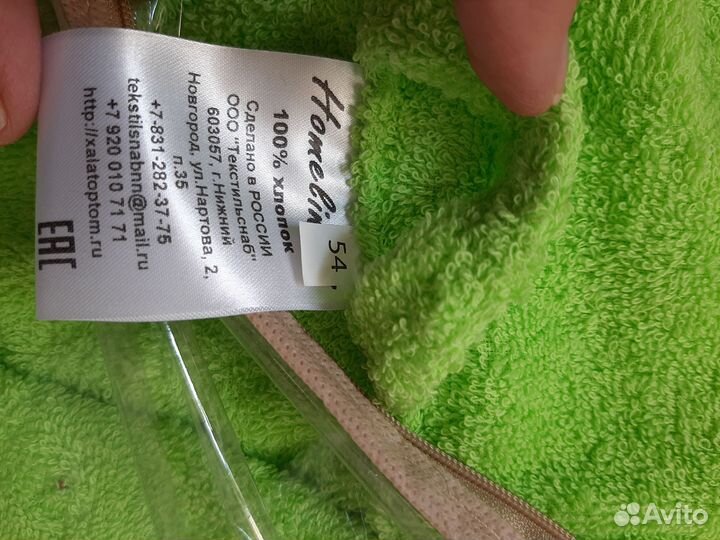 Homelin
54
100% хлопок
Сделано в РОССИИ
ООО "Текстильснаб"
603057, г.Нижний
Новгород, ул.Нартова, 2,
п.35
+7-831-282-37-75
tekstilsnabnn@mail.ru
+7 920 010 71 71
http://xalatoptom.ru
EAC
Avito